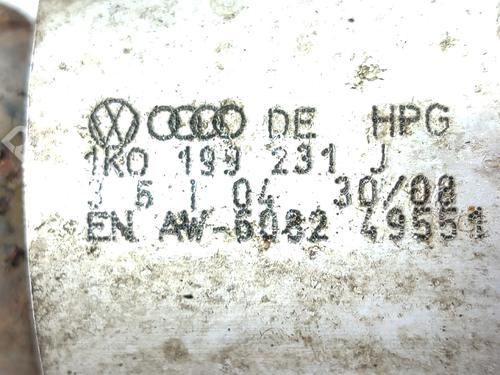 DE HPG
1K0 199 231 J
J 5 1 04 30/08
EN AW-6082 49551